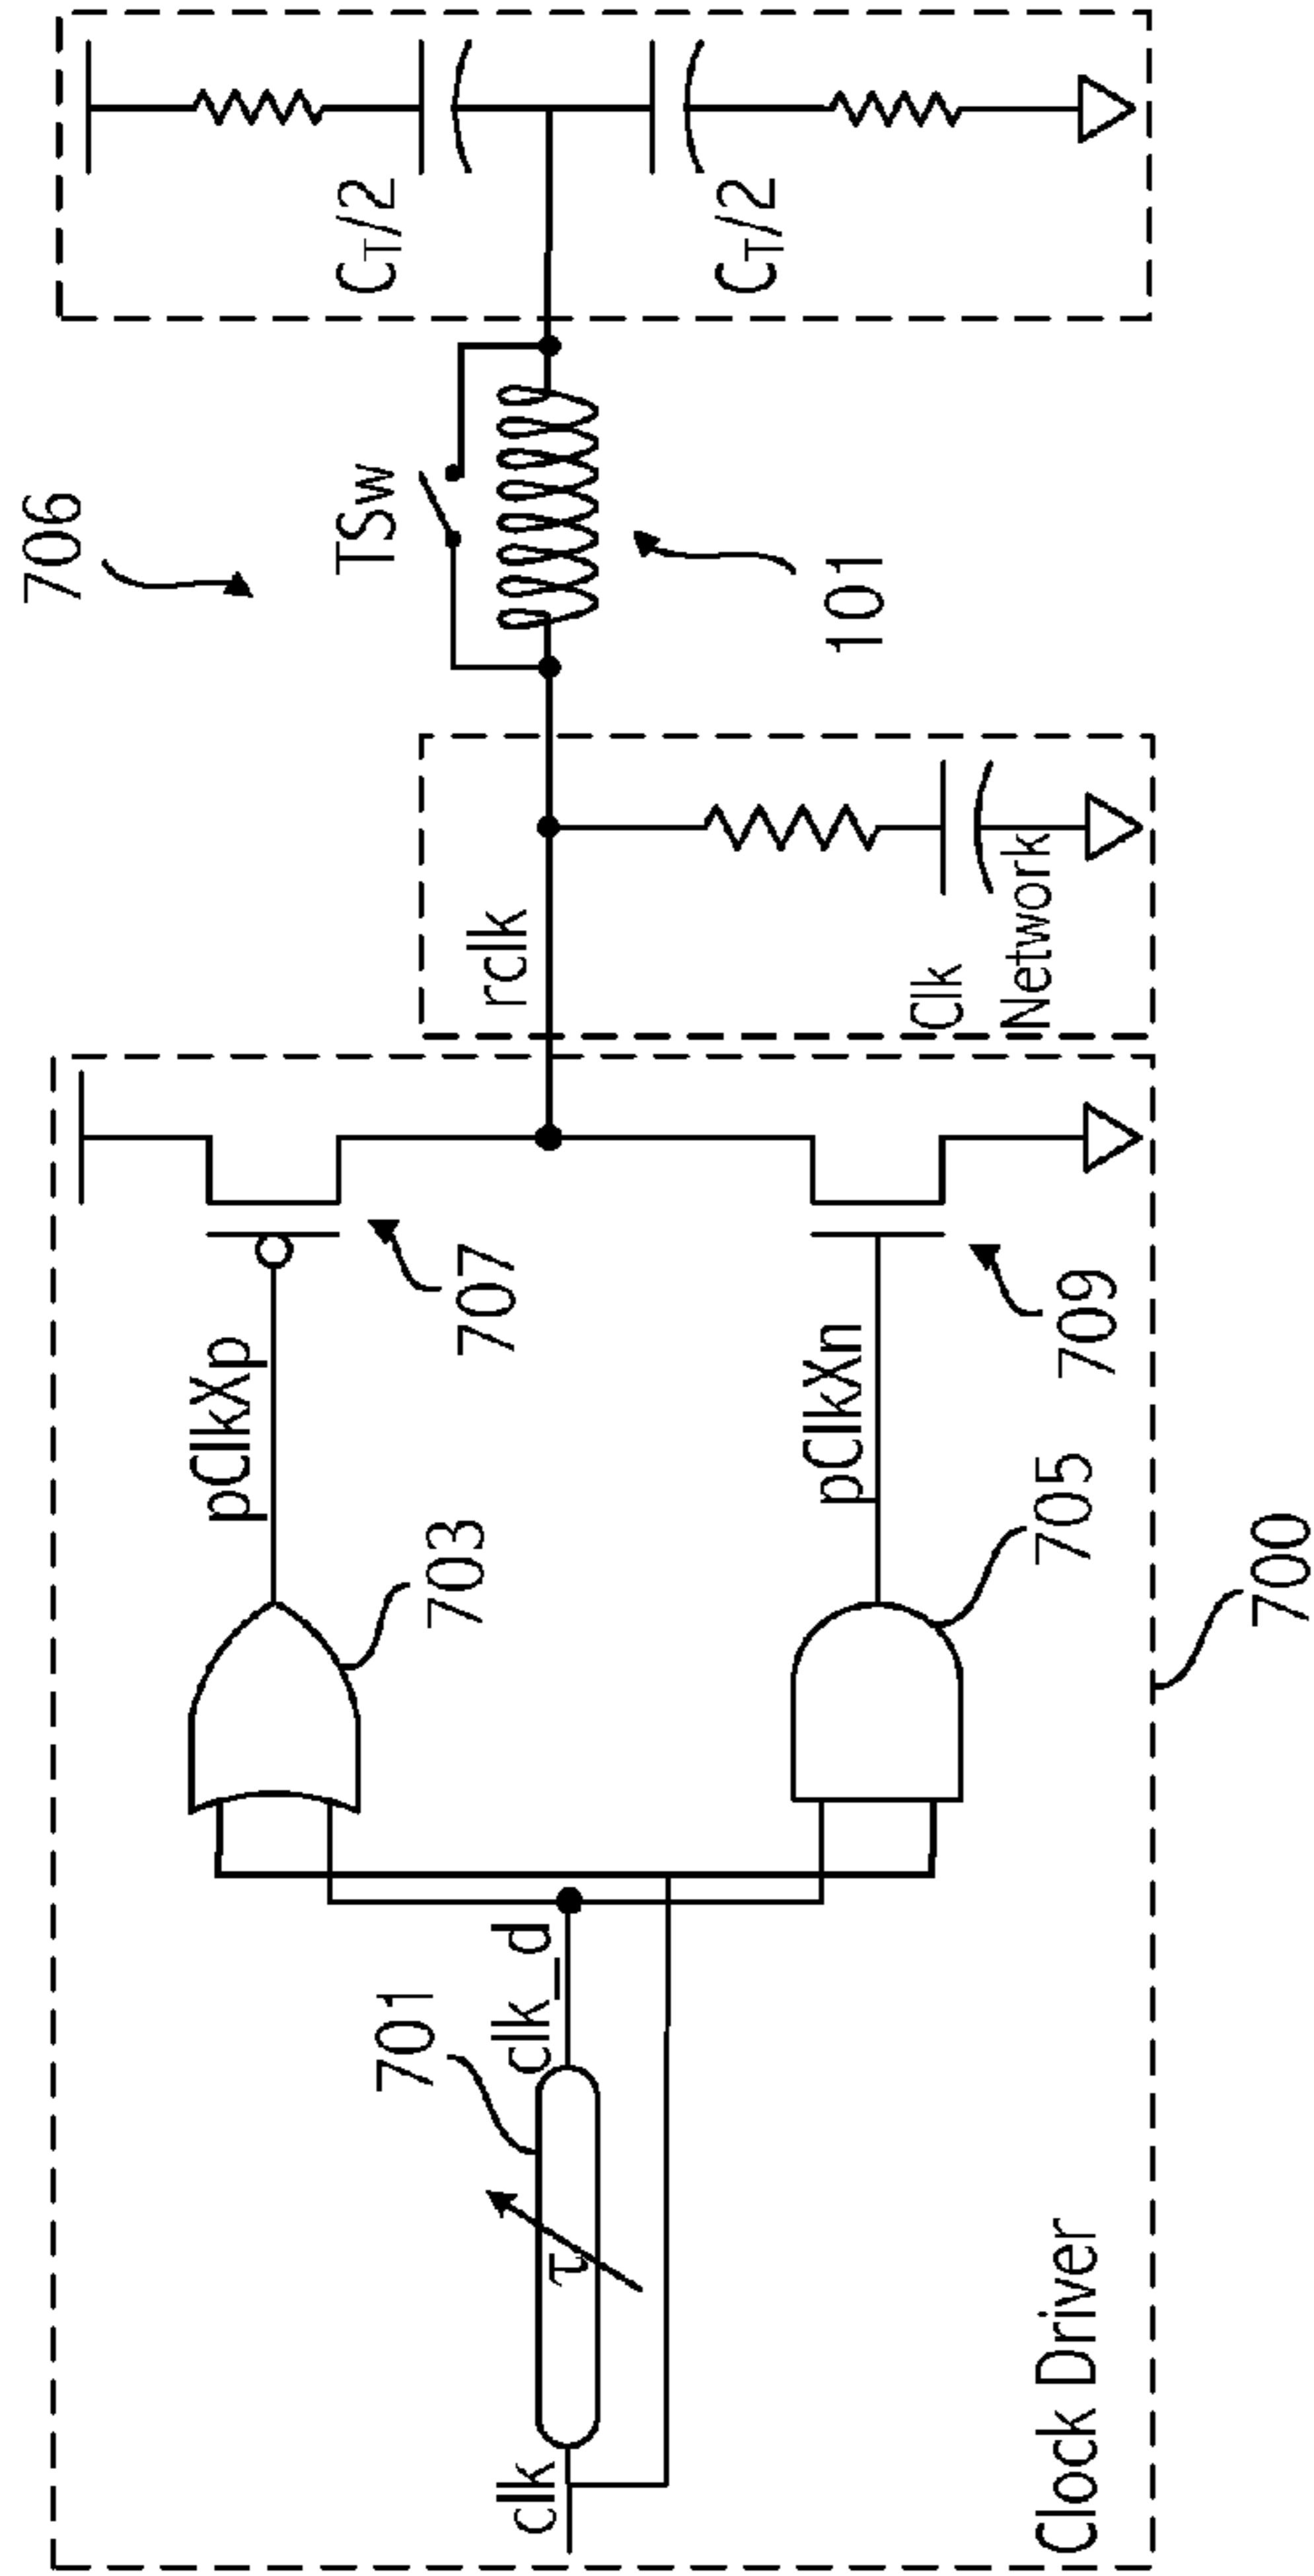 706
TSw
101
CT/2
CT/2
rclk
Clk
Network
pClkXp
707
pClkXn
709
703
705
701
clk
τ
clk_d
Clock Driver
700